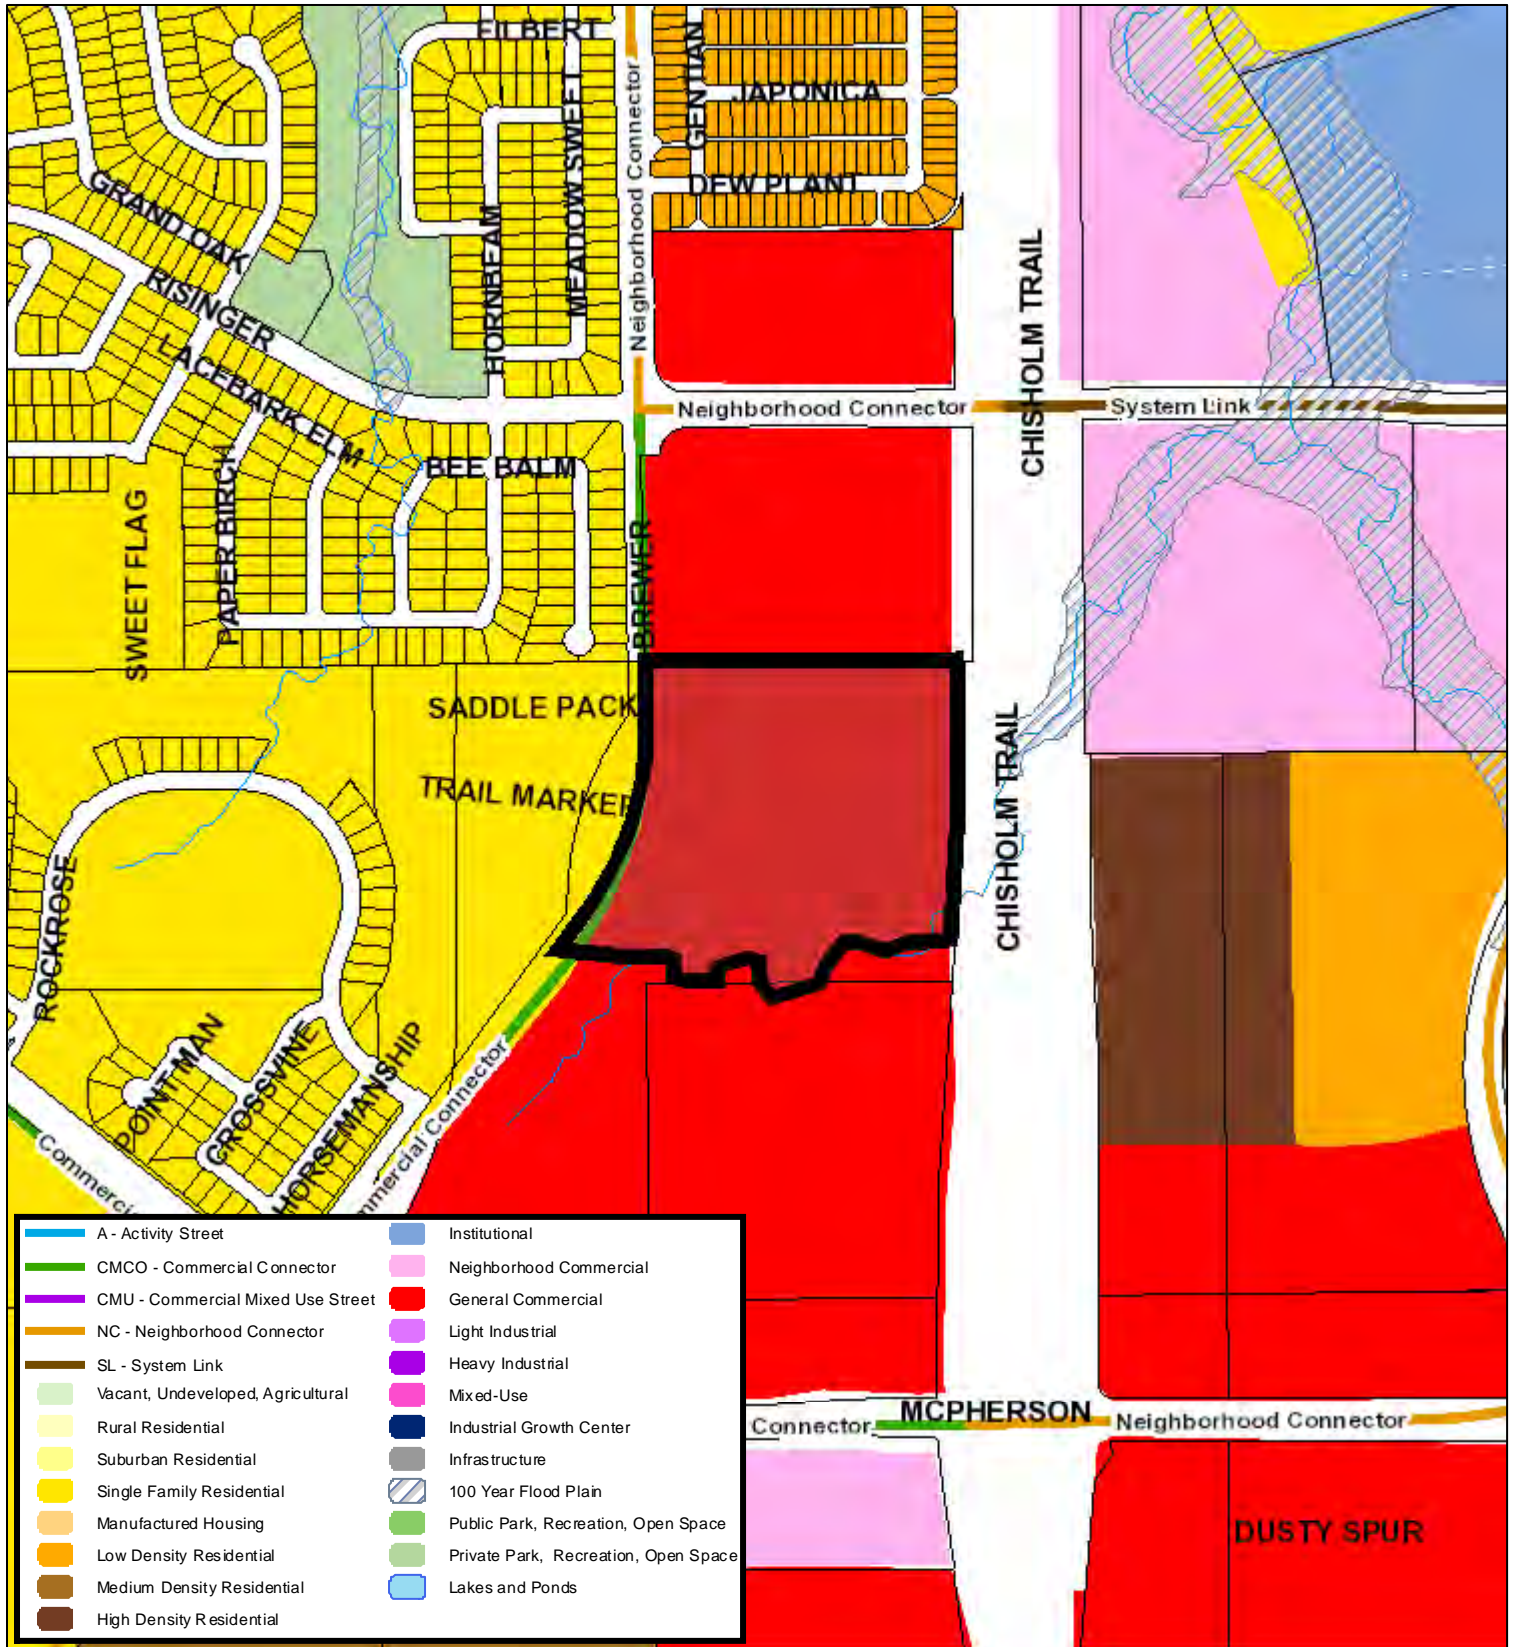 FILBERT
GENTIAN
JAPONICA
DEW PLANT
MEADOW SWEET
HORNBEAM
Neighborhood Connector
GRAND OAK
RISINGER
LACEBARK ELM
PAPER BIRCH
SWEET FLAG
BEE BALM
BREWER
Neighborhood Connector
System Link
CHISHOLM TRAIL
CHISHOLM TRAIL
SADDLE PACK
TRAIL MARKER
ROCKROSE
POINT MAN
CROSSVINE
HORSEMANSHIP
Commerci
mmercial Connector
Connector
MCPHERSON
Neighborhood Connector
DUSTY SPUR
A - Activity Street
CMCO - Commercial Connector
CMU - Commercial Mixed Use Street
NC - Neighborhood Connector
SL - System Link
Vacant, Undeveloped, Agricultural
Rural Residential
Suburban Residential
Single Family Residential
Manufactured Housing
Low Density Residential
Medium Density Residential
High Density Residential
Institutional
Neighborhood Commercial
General Commercial
Light Industrial
Heavy Industrial
Mixed-Use
Industrial Growth Center
Infrastructure
100 Year Flood Plain
Public Park, Recreation, Open Space
Private Park, Recreation, Open Space
Lakes and Ponds